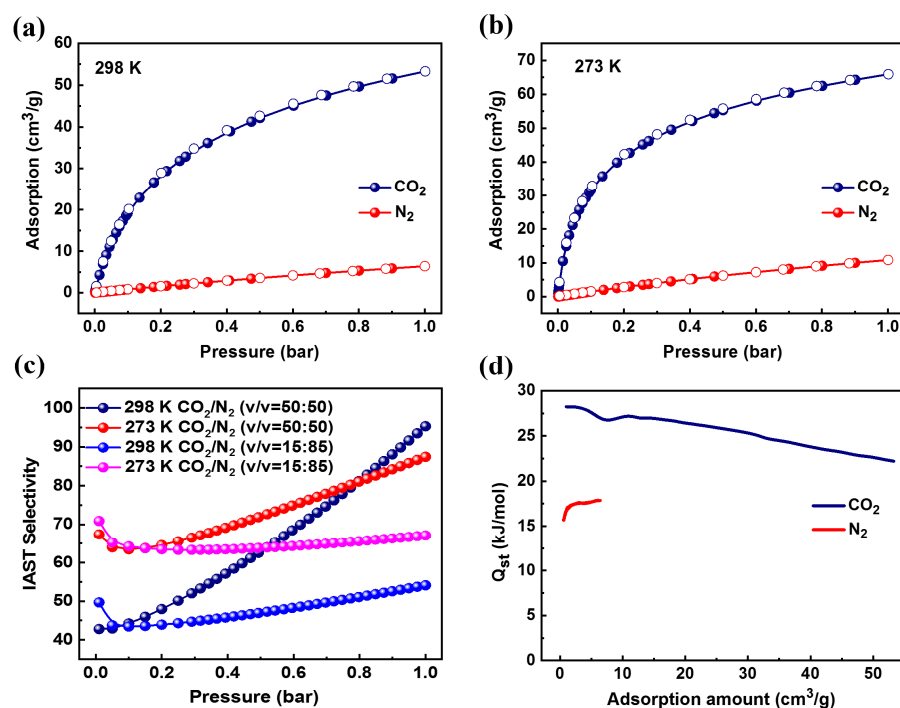 (a)
60
50
40
30
20
10
0
298 K
CO₂
N₂
Adsorption (cm³/g)
0.0 0.2 0.4 0.6 0.8 1.0
Pressure (bar)
(b)
80
70
60
50
40
30
20
10
0
273 K
CO₂
N₂
Adsorption (cm³/g)
0.0 0.2 0.4 0.6 0.8 1.0
Pressure (bar)
(c)
100
90
80
70
60
50
40
298 K CO₂/N₂ (v/v=50:50)
273 K CO₂/N₂ (v/v=50:50)
298 K CO₂/N₂ (v/v=15:85)
273 K CO₂/N₂ (v/v=15:85)
IAST Selectivity
0.0 0.2 0.4 0.6 0.8 1.0
Pressure (bar)
(d)
30
25
20
15
10
5
0
CO₂
N₂
Qst (kJ/mol)
0 10 20 30 40 50
Adsorption amount (cm³/g)